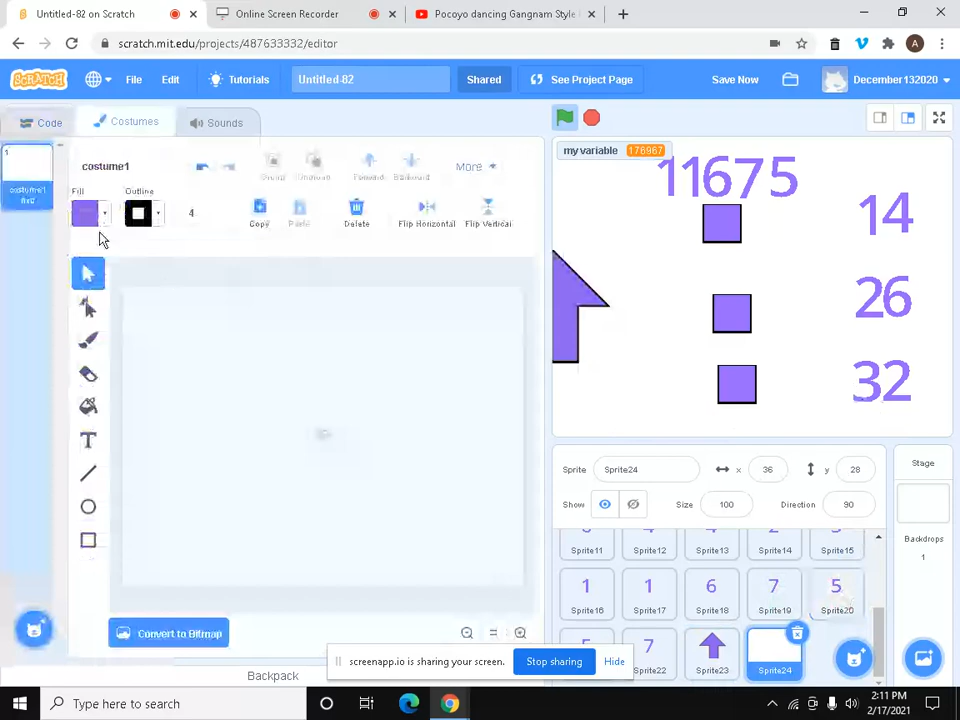 Untitled-82 on Scratch
Online Screen Recorder
Pocoyo dancing Gangnam Style
scratch.mit.edu/projects/487633332/editor
A
SCRATCH
File
Edit
Tutorials
Untitled-82
Shared
See Project Page
Save Now
December132020
Code
Costumes
Sounds
1
costume1
costume1
More
Fill
Outline
4
Copy
Paste
Delete
Flip Horizontal
Flip Vertical
T
Convert to Bitmap
my variable 176967
11675
14
26
32
Sprite
Sprite24
x
36
y
28
Show
Size
100
Direction
90
Stage
Backdrops
1
Sprite11
Sprite12
Sprite13
Sprite14
Sprite15
1
Sprite16
1
Sprite17
6
Sprite18
7
Sprite19
5
Sprite20
7
Sprite22
Sprite23
Sprite24
Backpack
screenapp.io is sharing your screen.
Stop sharing
Hide
Type here to search
2:11 PM
2/17/2021